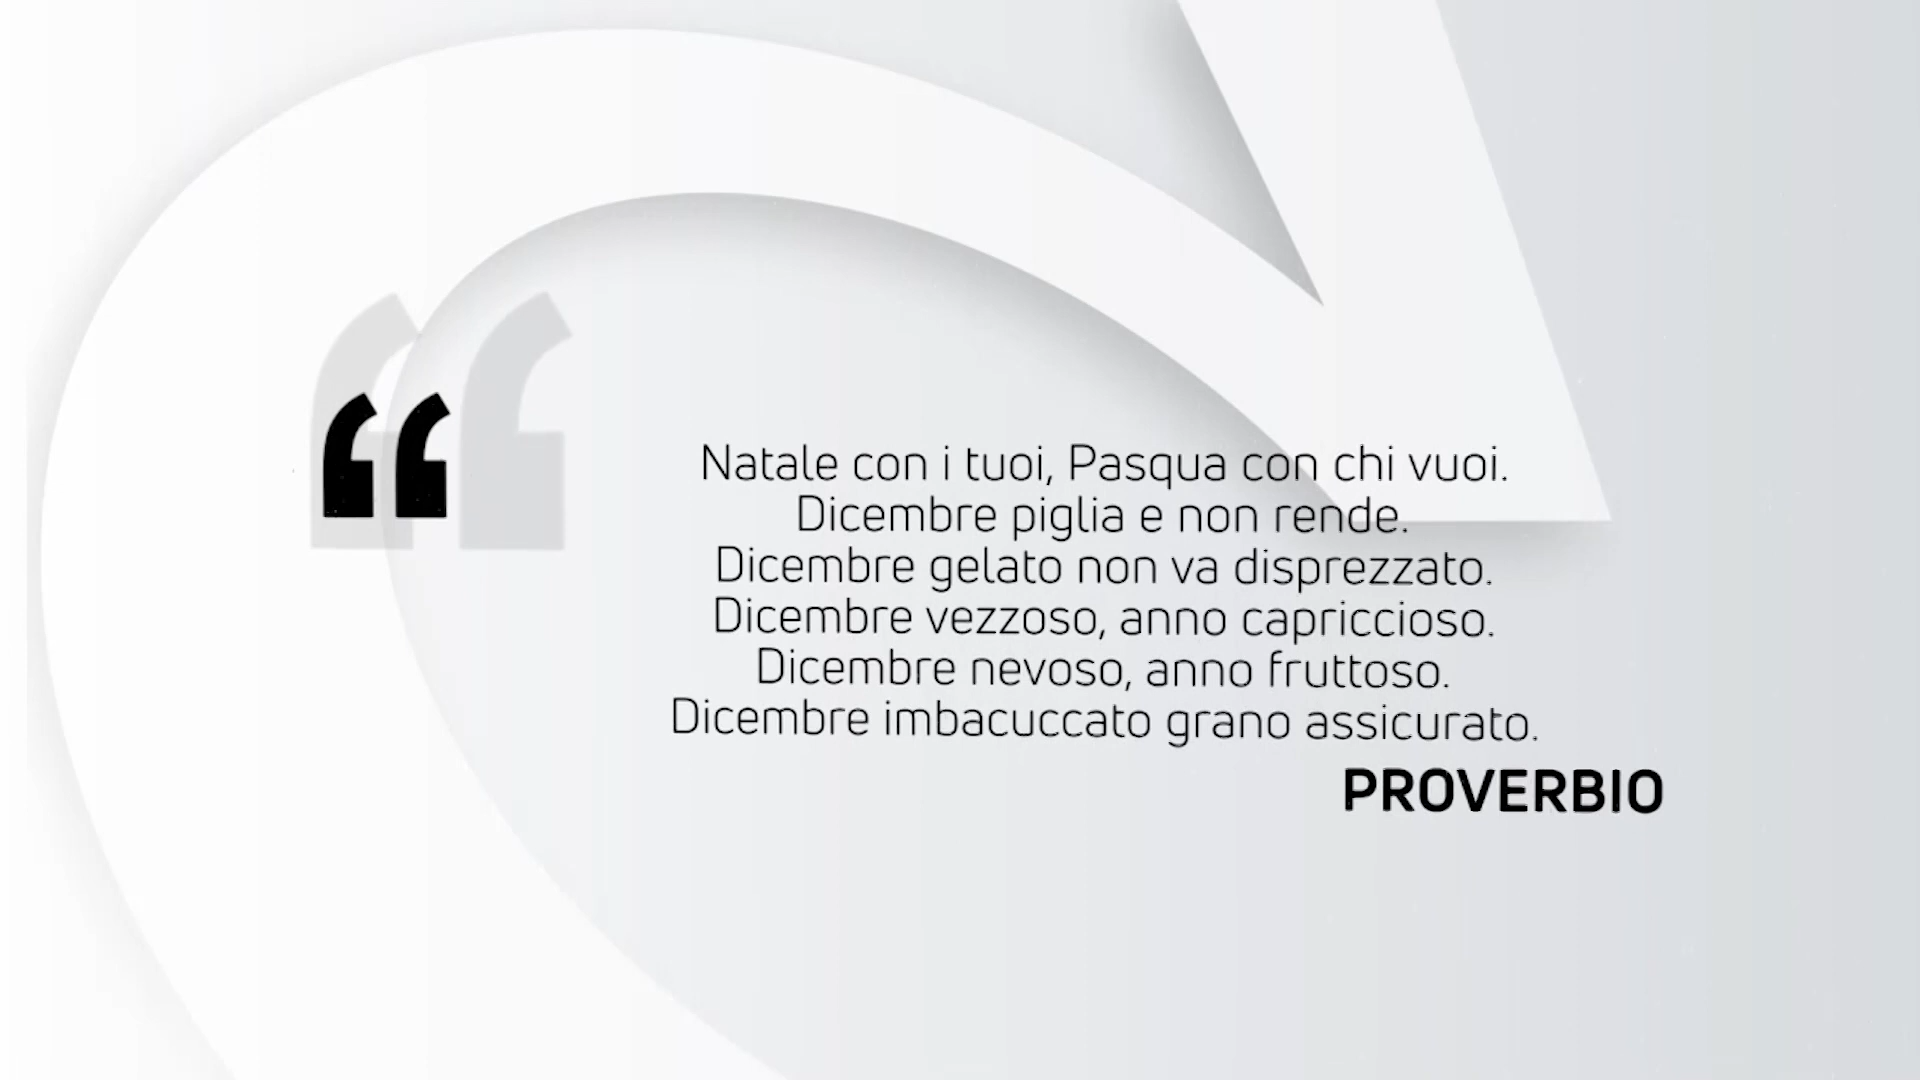 “
Natale con i tuoi, Pasqua con chi vuoi.
Dicembre piglia e non rende.
Dicembre gelato non va disprezzato.
Dicembre vezzoso, anno capriccioso.
Dicembre nevoso, anno fruttoso.
Dicembre imbacuccato grano assicurato.
PROVERBIO